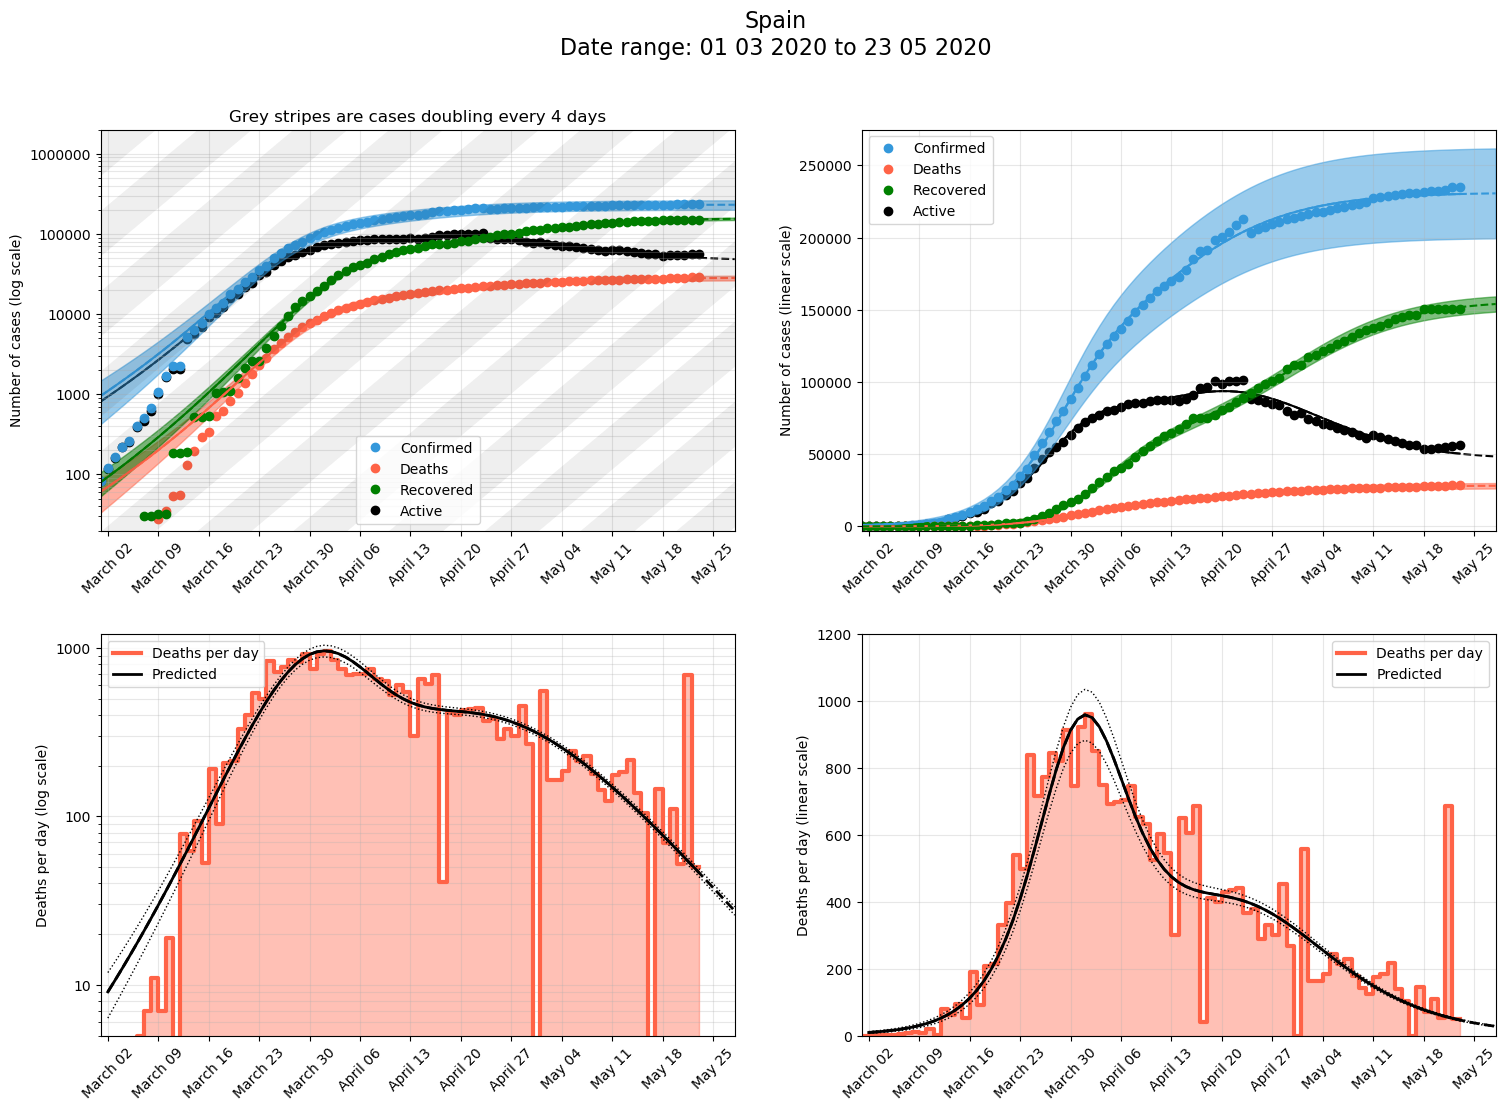 Spain
Date range: 01 03 2020 to 23 05 2020
Grey stripes are cases doubling every 4 days
Number of cases (log scale)
1000000
100000
10000
1000
100
Confirmed
Deaths
Recovered
Active
March 02
March 09
March 16
March 23
March 30
April 06
April 13
April 20
April 27
May 04
May 11
May 18
May 25
Number of cases (linear scale)
250000
200000
150000
100000
50000
0
Confirmed
Deaths
Recovered
Active
March 02
March 09
March 16
March 23
March 30
April 06
April 13
April 20
April 27
May 04
May 11
May 18
May 25
Deaths per day (log scale)
1000
100
10
Deaths per day
Predicted
March 02
March 09
March 16
March 23
March 30
April 06
April 13
April 20
April 27
May 04
May 11
May 18
May 25
Deaths per day (linear scale)
1200
1000
800
600
400
200
0
Deaths per day
Predicted
March 02
March 09
March 16
March 23
March 30
April 06
April 13
April 20
April 27
May 04
May 11
May 18
May 25